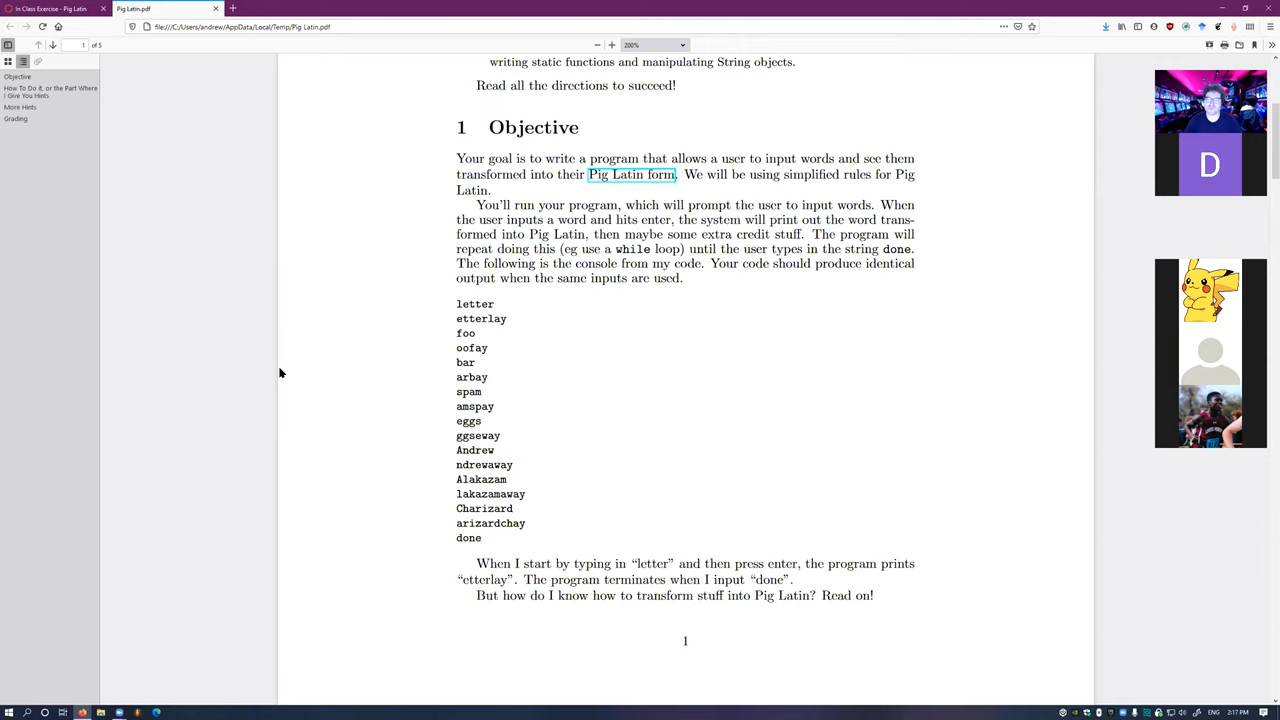 In Class Exercise - Pig Latin
Pig Latin.pdf
file:///C:/Users/andrew/AppData/Local/Temp/Pig Latin.pdf
1 of 5
200%
Objective
How To Do it, or the Part Where
I Give You Hints
More Hints
Grading
writing static functions and manipulating String objects.
Read all the directions to succeed!
1 Objective
Your goal is to write a program that allows a user to input words and see them
transformed into their Pig Latin form. We will be using simplified rules for Pig
Latin.
You’ll run your program, which will prompt the user to input words. When
the user inputs a word and hits enter, the system will print out the word trans-
formed into Pig Latin, then maybe some extra credit stuff. The program will
repeat doing this (eg use a while loop) until the user types in the string done.
The following is the console from my code. Your code should produce identical
output when the same inputs are used.
letter
etterlay
foo
oofay
bar
arbay
spam
amspay
eggs
ggseway
Andrew
ndrewaway
Alakazam
lakazamaway
Charizard
arizardchay
done
When I start by typing in “letter” and then press enter, the program prints
“etterlay”. The program terminates when I input “done”.
But how do I know how to transform stuff into Pig Latin? Read on!
1
D
ENG
2:17 PM